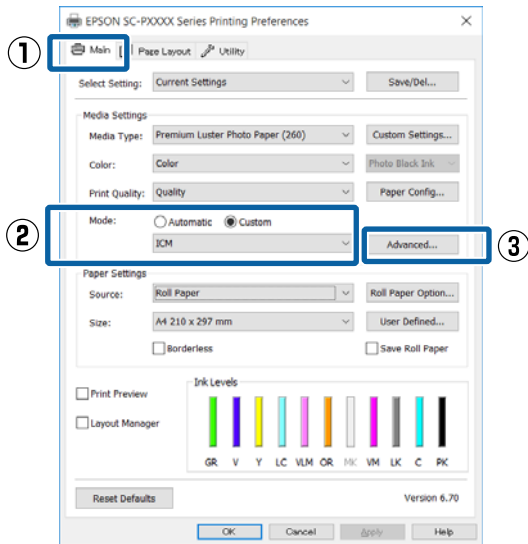 EPSON SC-PXXXX Series Printing Preferences
① Main Page Layout Utility
Select Setting: Current Settings Save/Del...
Media Settings
Media Type: Premium Luster Photo Paper (260) Custom Settings...
Color: Color Photo Black Ink
Print Quality: Quality Paper Config...
Mode: Automatic Custom
② ICM Advanced... ③
Paper Settings
Source: Roll Paper Roll Paper Option...
Size: A4 210 x 297 mm User Defined...
Borderless Save Roll Paper
Print Preview
Layout Manager
Ink Levels
GR V Y LC VLM OR MK VM LK C PK
Reset Defaults Version 6.70
OK Cancel Apply Help